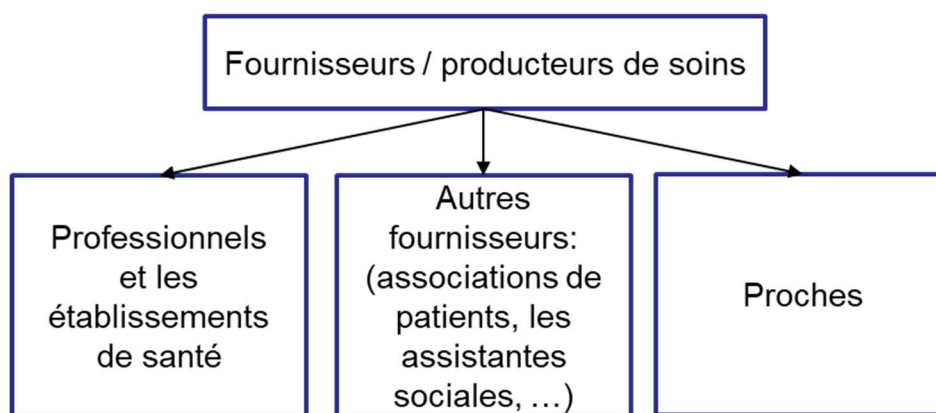 Fournisseurs / producteurs de soins
Professionnels
et les
établissements
de santé
Autres
fournisseurs:
(associations de
patients, les
assistantes
sociales, …)
Proches